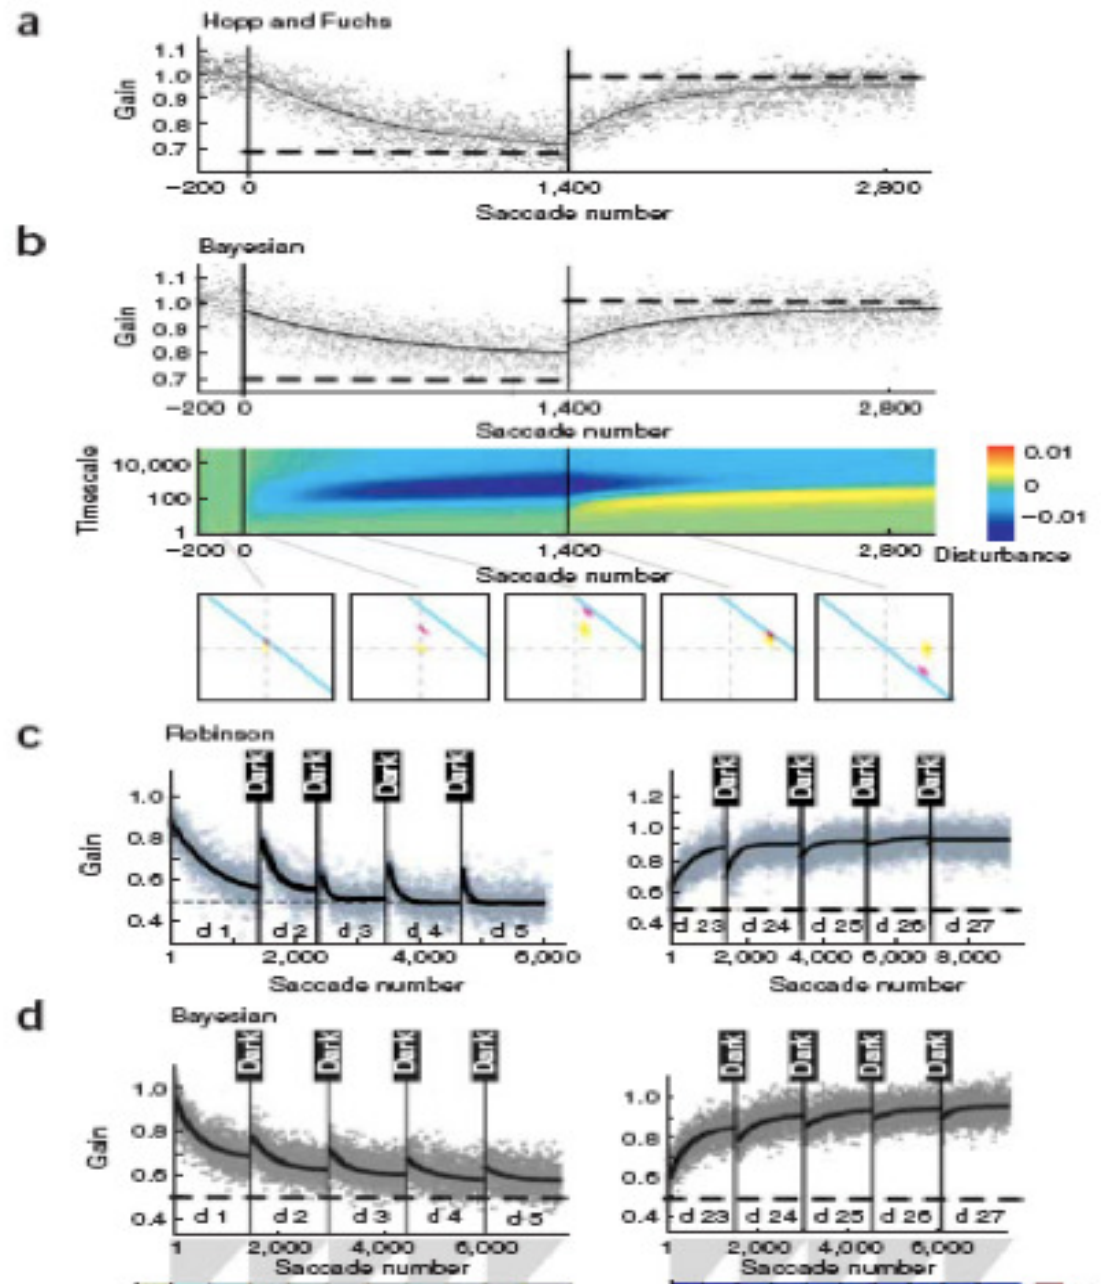 a
Hopp and Fuchs
1.1
1.0
0.9
0.8
0.7
Gain
−200 0 1,400 2,800
Saccade number
b
Bayesian
1.1
1.0
0.9
0.8
0.7
Gain
−200 0 1,400 2,800
Saccade number
10,000
100
1
Timescale
−200 0 1,400 2,800
Saccade number
0.01
0
−0.01
Disturbance
c
Robinson
Dark Dark Dark Dark
1.0
0.8
0.6
0.4
Gain
d 1 d 2 d 3 d 4 d 5
1 2,000 4,000 6,000
Saccade number
Dark Dark Dark Dark
1.2
1.0
0.8
0.6
0.4
d 23 d 24 d 25 d 26 d 27
1 2,000 4,000 6,000 8,000
Saccade number
d
Bayesian
Dark Dark Dark Dark
1.0
0.8
0.6
0.4
Gain
d 1 d 2 d 3 d 4 d 5
1 2,000 4,000 6,000
Saccade number
Dark Dark Dark Dark
1.0
0.8
0.6
0.4
d 23 d 24 d 25 d 26 d 27
1 2,000 4,000 6,000
Saccade number